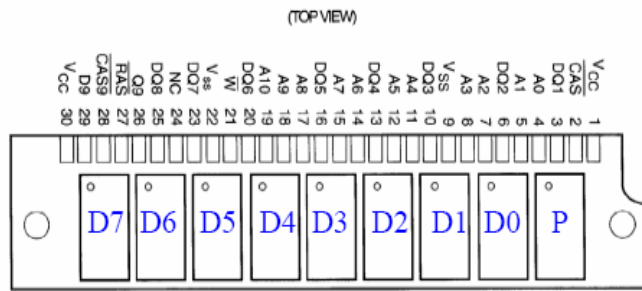 (TOP VIEW)
VCC D9 C̅A̅S̅9̅ R̅A̅S̅ Q9 DQ8 NC DQ7 Vss W̅ DQ6 A10 A9 A8 DQ5 A7 A6 DQ4 A5 A4 DQ3 VSS A3 A2 DQ2 A1 A0 DQ1 C̅A̅S̅ VCC
30 29 28 27 26 25 24 23 22 21 20 19 18 17 16 15 14 13 12 11 10 9 8 7 6 5 4 3 2 1
D7 D6 D5 D4 D3 D2 D1 D0 P